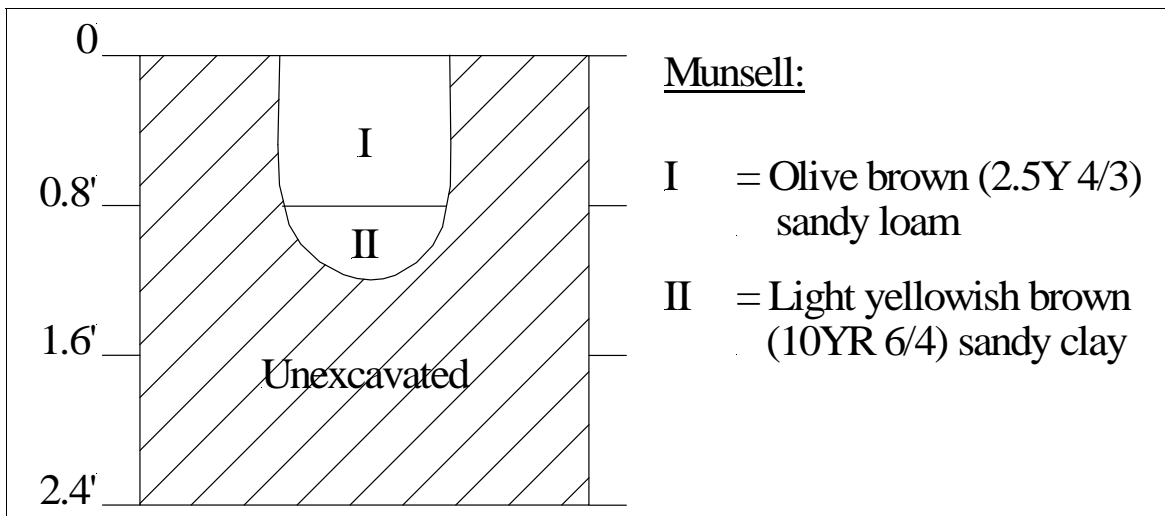 0
0.8'
1.6'
2.4'
I
II
Unexcavated
Munsell:
I = Olive brown (2.5Y 4/3)
sandy loam
II = Light yellowish brown
(10YR 6/4) sandy clay